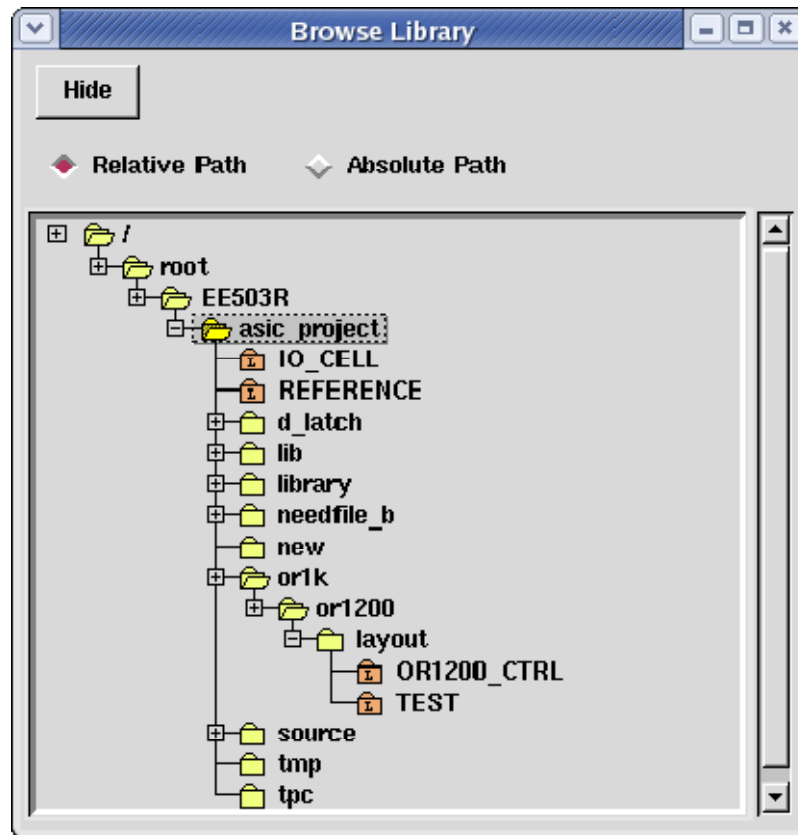 Browse Library
Hide
Relative Path Absolute Path
/
root
EE503R
asic_project
IO_CELL
REFERENCE
d_latch
lib
library
needfile_b
new
or1k
or1200
layout
OR1200_CTRL
TEST
source
tmp
tpc